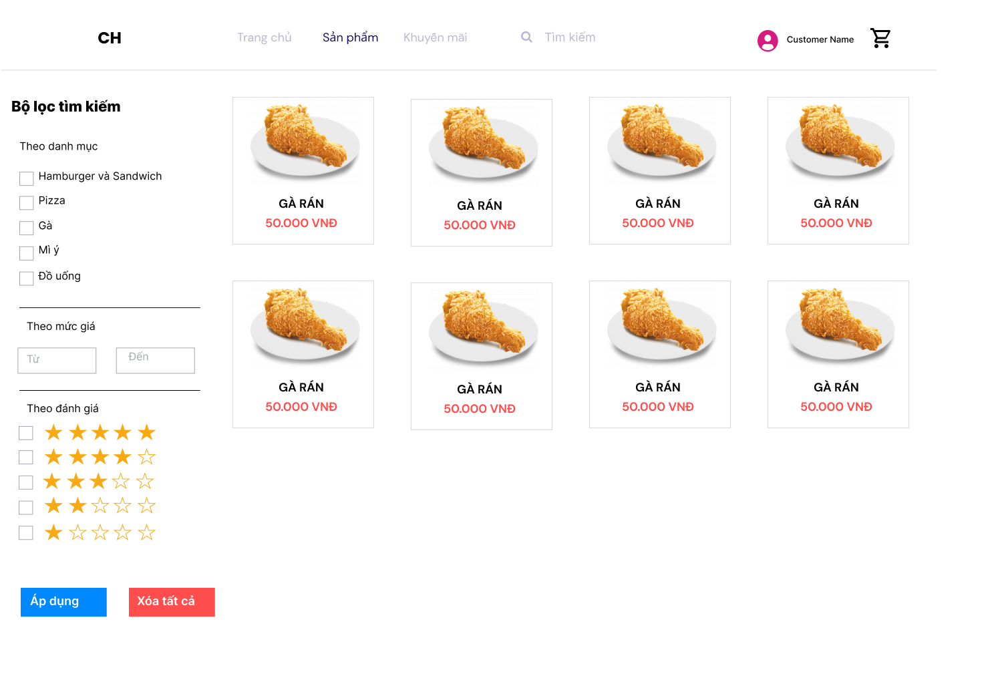 CH
Trang chủ
Sản phẩm
Khuyến mãi
Tìm kiếm
Customer Name
Bộ lọc tìm kiếm
Theo danh mục
Hamburger và Sandwich
Pizza
Gà
Mì ý
Đồ uống
Theo mức giá
Từ
Đến
Theo đánh giá
Áp dụng
Xóa tất cả
GÀ RÁN
50.000 VNĐ
GÀ RÁN
50.000 VNĐ
GÀ RÁN
50.000 VNĐ
GÀ RÁN
50.000 VNĐ
GÀ RÁN
50.000 VNĐ
GÀ RÁN
50.000 VNĐ
GÀ RÁN
50.000 VNĐ
GÀ RÁN
50.000 VNĐ